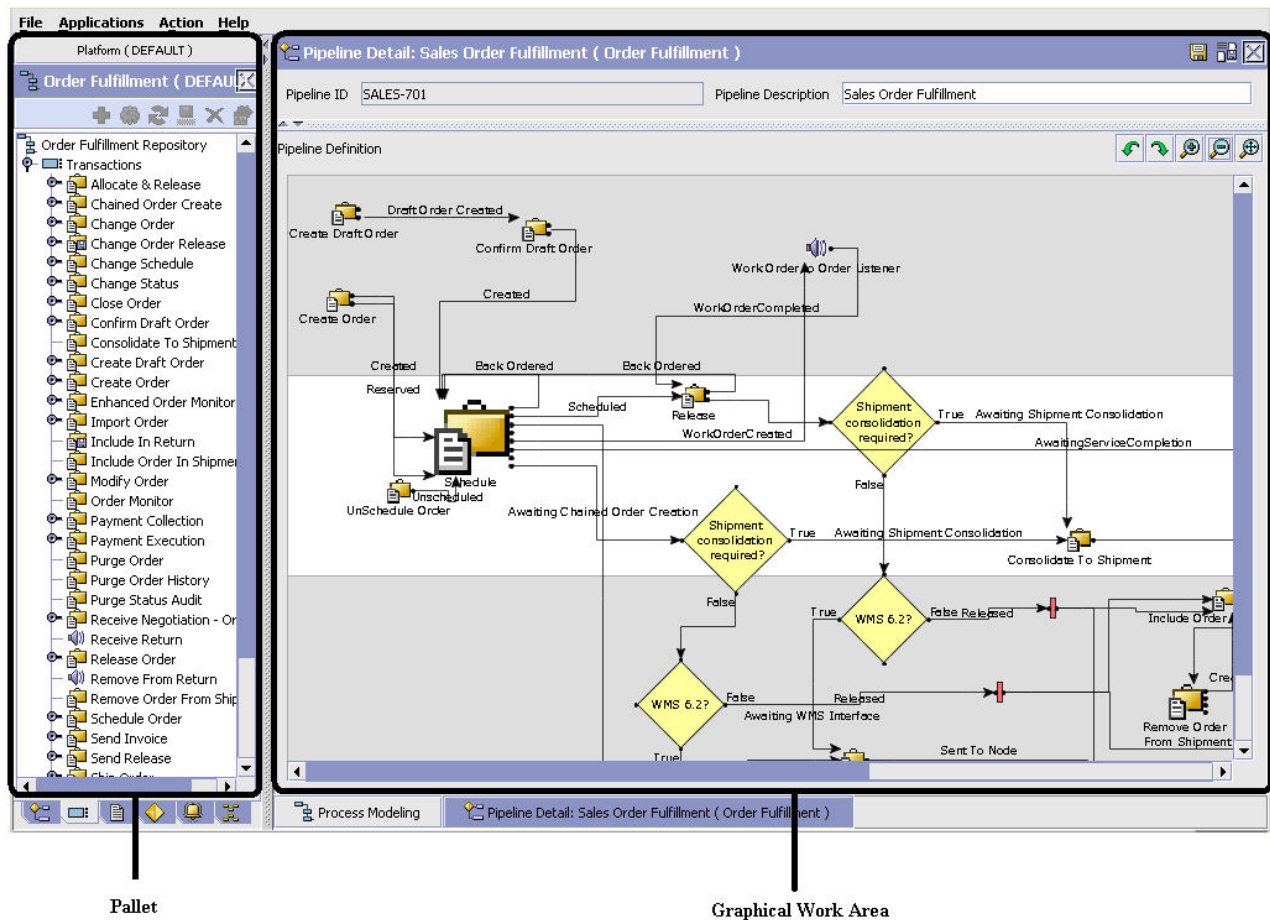 File Applications Action Help
Platform ( DEFAULT )
Order Fulfillment ( DEFAUL
Order Fulfillment Repository
Transactions
Allocate & Release
Chained Order Create
Change Order
Change Order Release
Change Schedule
Change Status
Close Order
Confirm Draft Order
Consolidate To Shipment
Create Draft Order
Create Order
Enhanced Order Monitor
Import Order
Include In Return
Include Order In Shipmer
Modify Order
Order Monitor
Payment Collection
Payment Execution
Purge Order
Purge Order History
Purge Status Audit
Receive Negotiation - Or
Receive Return
Release Order
Remove From Return
Remove Order From Ship
Schedule Order
Send Invoice
Send Release
Ship Order
Pipeline Detail: Sales Order Fulfillment ( Order Fulfillment )
Pipeline ID SALES-701 Pipeline Description Sales Order Fulfillment
Pipeline Definition
Draft Order Created
Create Draft Order
Confirm Draft Order
Work Order to Order Listener
Created
Create Order
WorkOrderCompleted
Created
Back Ordered
Back Ordered
Reserved
Scheduled
Release
Shipment
consolidation
required?
True Awaiting Shipment Consolidation
WorkOrderCreated
AwaitingServiceCompletion
Schedule
Unscheduled
UnSchedule Order
False
Awaiting Chained Order Creation
Shipment
consolidation
required?
True Awaiting Shipment Consolidation
Consolidate To Shipment
False
True
WMS 6.2?
False Released
Include Order
WMS 6.2?
False
Released
Awaiting WMS Interface
Cre
Remove Order
From Shipment
True
Sent To Node
Process Modeling
Pipeline Detail: Sales Order Fulfillment ( Order Fulfillment )
Pallet
Graphical Work Area